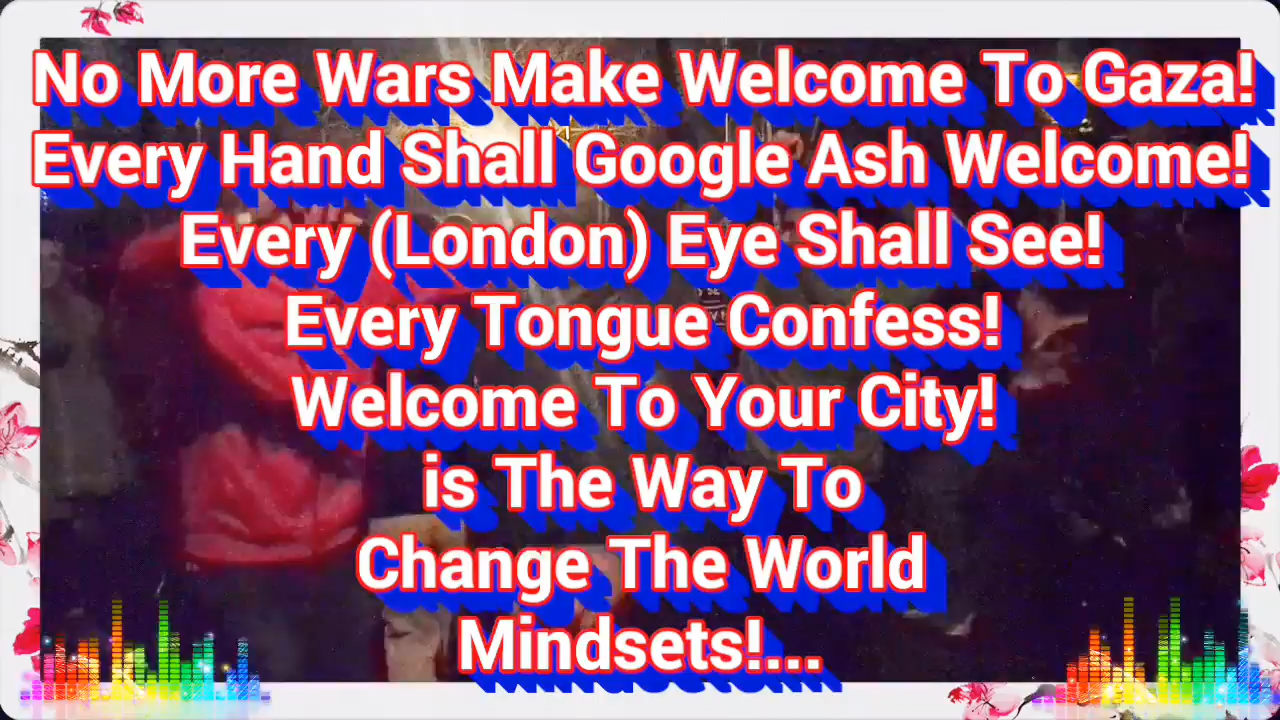 No More Wars Make Welcome To Gaza!
Every Hand Shall Google Ash Welcome!
Every (London) Eye Shall See!
Every Tongue Confess!
Welcome To Your City!
is The Way To
Change The World
Mindsets!...